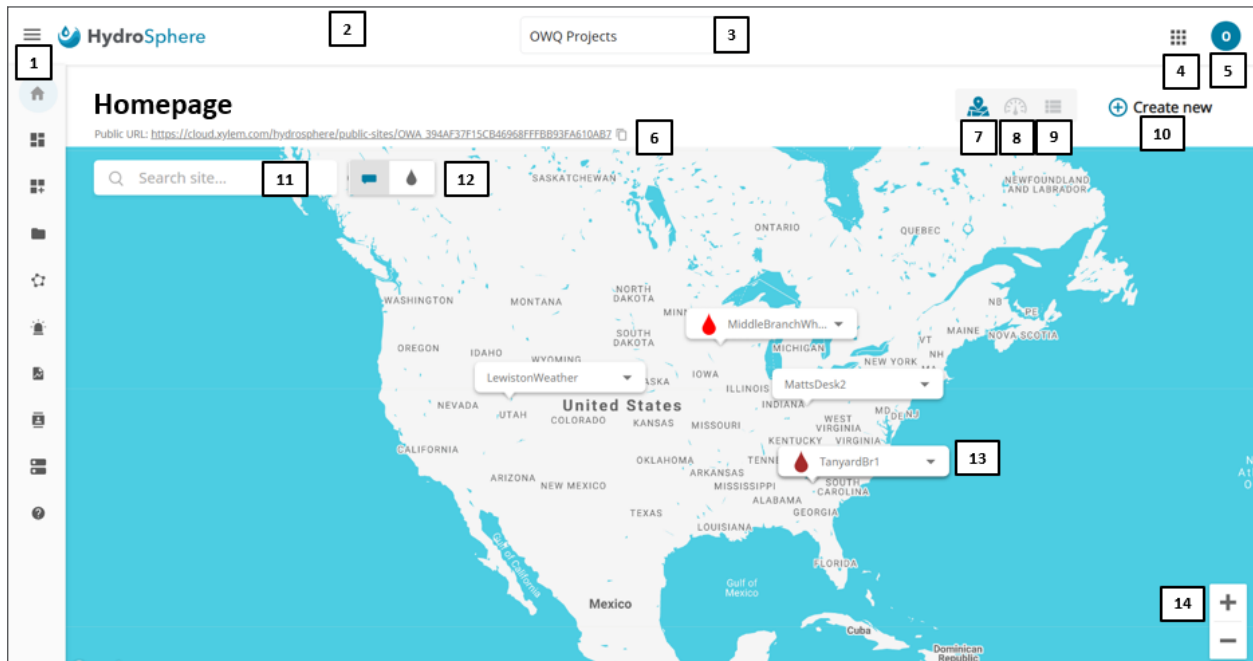 2
3
HydroSphere
OWQ Projects
O
1
4
5
Homepage
Create new
Public URL: https://cloud.xylem.com/hydrosphere/public-sites/OWA_394AF37F15CB46968FFFBB93FA610AB7
6
7
8
9
10
Search site...
11
12
SASKATCHEWAN
NEWFOUNDLAND
AND LABRADOR
ONTARIO
QUEBEC
WASHINGTON
MONTANA
NORTH
DAKOTA
NB
PE
MiddleBranchWh...
MAINE
NOVA SCOTIA
OREGON
SOUTH
DAKOTA
MICHIGAN
VT
NH
IDAHO
WYOMING
NEW YORK
LewistonWeather
IOWA
MattsDesk2
ILLINOIS
INDIANA
NEVADA
UTAH
United States
COLORADO
KANSAS
MISSOURI
WEST
VIRGINIA
MD
DE
NJ
CALIFORNIA
KENTUCKY
VIRGINIA
OKLAHOMA
TanyardBr1
13
ARKANSAS
ARIZONA
NEW MEXICO
MISSISSIPPI
SOUTH
CAROLINA
ALABAMA
TEXAS
GEORGIA
LOUISIANA
Gulf of
California
FLORIDA
Gulf of
Mexico
Mexico
14
Cuba
Dominican
Republic